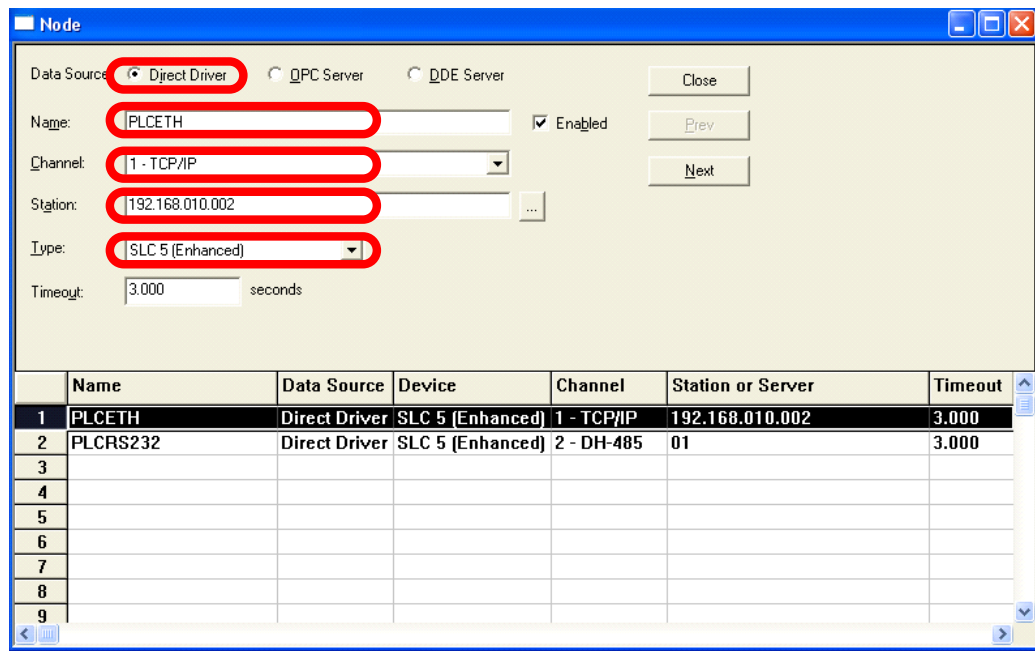 Node
Data Source Direct Driver OPC Server DDE Server Close
Name: PLCETH Enabled Prev
Channel: 1 - TCP/IP Next
Station: 192.168.010.002 ...
Type: SLC 5 (Enhanced)
Timeout: 3.000 seconds
Name Data Source Device Channel Station or Server Timeout
1 PLCETH Direct Driver SLC 5 (Enhanced) 1 - TCP/IP 192.168.010.002 3.000
2 PLCRS232 Direct Driver SLC 5 (Enhanced) 2 - DH-485 01 3.000
3
4
5
6
7
8
9